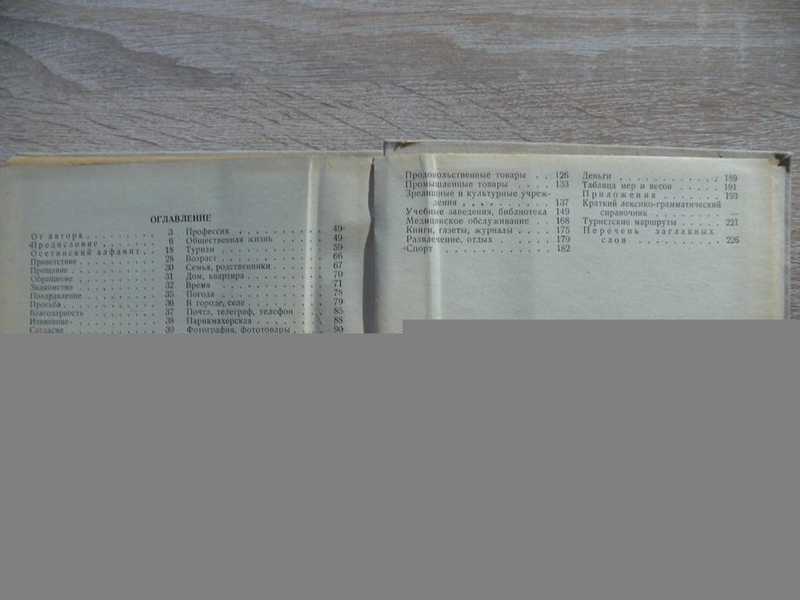 ОГЛАВЛЕНИЕ
От автора 3
Предисловие 6
Осетинский алфавит 18
Приветствие 28
Прощание 30
Обращение 31
Знакомство 32
Поздравление 35
Просьба 36
Благодарность 37
Извинение 38
Согласие 39
Профессия 49
Общественная жизнь 49
Туризм 59
Возраст 66
Семья, родственники 67
Дом, квартира 70
Время 71
Погода 78
В городе, селе 79
Почта, телеграф, телефон 85
Парикмахерская 88
Фотография, фототовары 90
Продовольственные товары 126
Промышленные товары 133
Зрелищные и культурные учреж-
дения 137
Учебные заведения, библиотека 149
Медицинское обслуживание 168
Книги, газеты, журналы 175
Развлечение, отдых 179
Спорт 182
Деньги 189
Таблица мер и весов 191
Приложения 193
Краткий лексико-грамматический
справочник —
Туристские маршруты 221
Перечень заглавных
слов 226